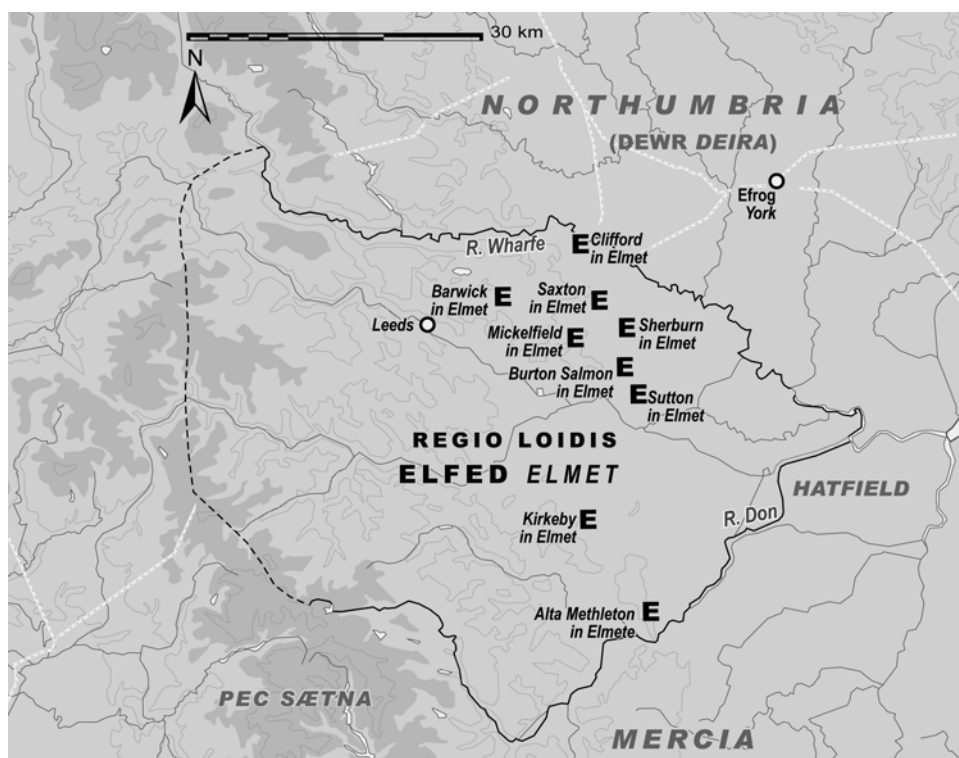 30 km
N
NORTHUMBRIA
(DEWR DEIRA)
Efrog
York
R. Wharfe
E Clifford
in Elmet
Barwick E
in Elmet
Saxton E
in Elmet
Leeds
E Sherburn
in Elmet
Mickelfield E
in Elmet
Burton Salmon E
in Elmet
E Sutton
in Elmet
REGIO LOIDIS
ELFED ELMET
HATFIELD
R. Don
Kirkeby E
in Elmet
Alta Methleton E
in Elmete
PEC SÆTNA
MERCIA